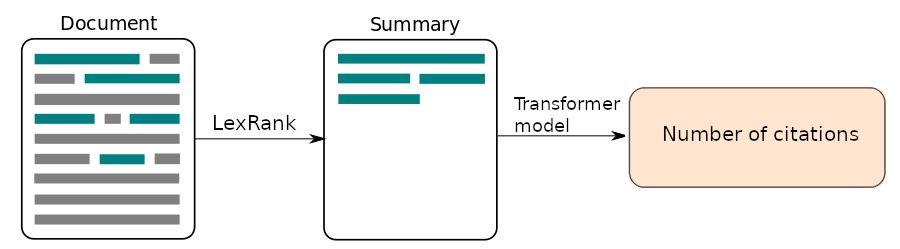 Document
Summary
LexRank
Transformer
model
Number of citations